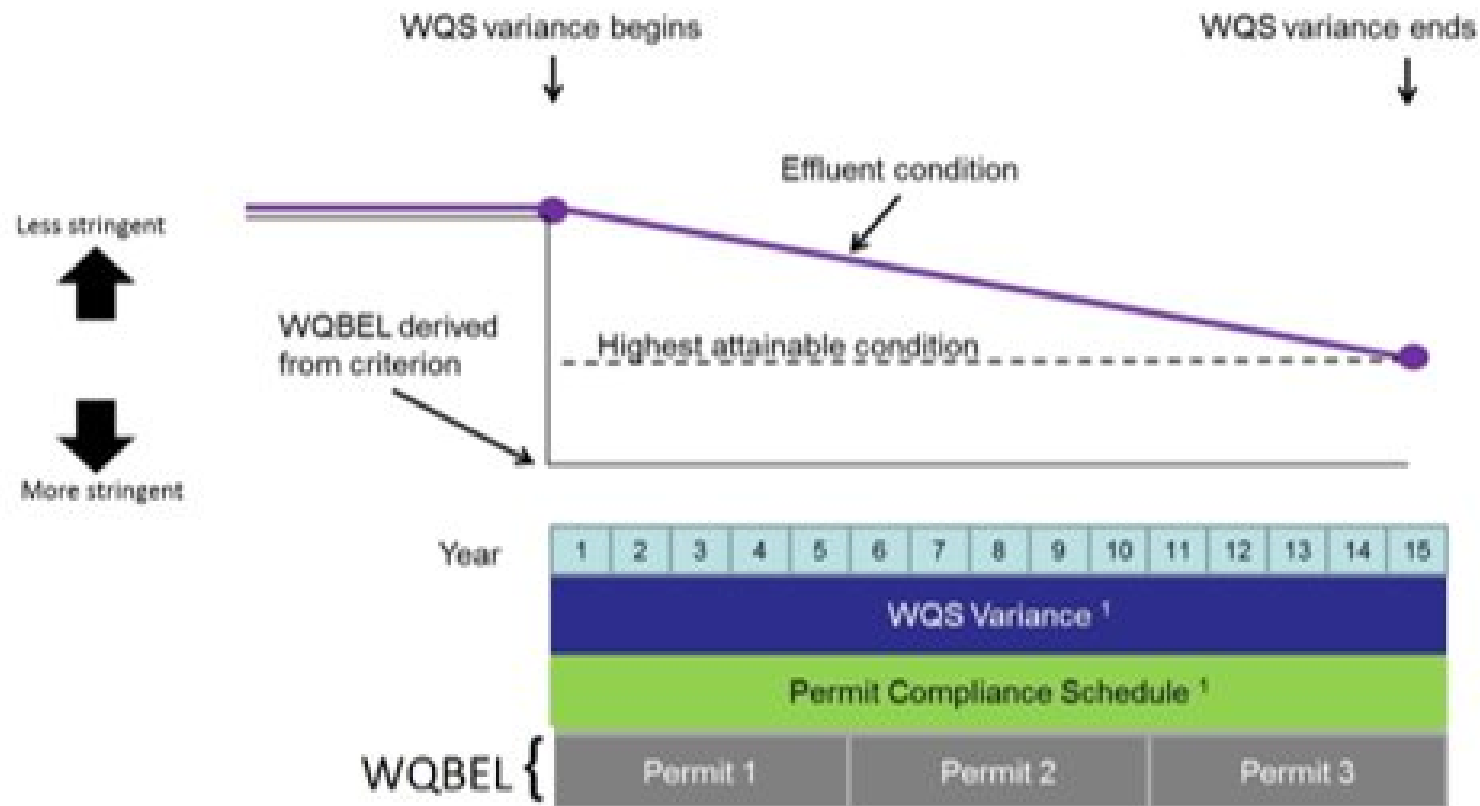 WQS variance begins
WQS variance ends
Effluent condition
Less stringent
WQBEL derived
from criterion
Highest attainable condition
More stringent
Year 1 2 3 4 5 6 7 8 9 10 11 12 13 14 15
WQS Variance ¹
Permit Compliance Schedule ¹
WQBEL { Permit 1 Permit 2 Permit 3